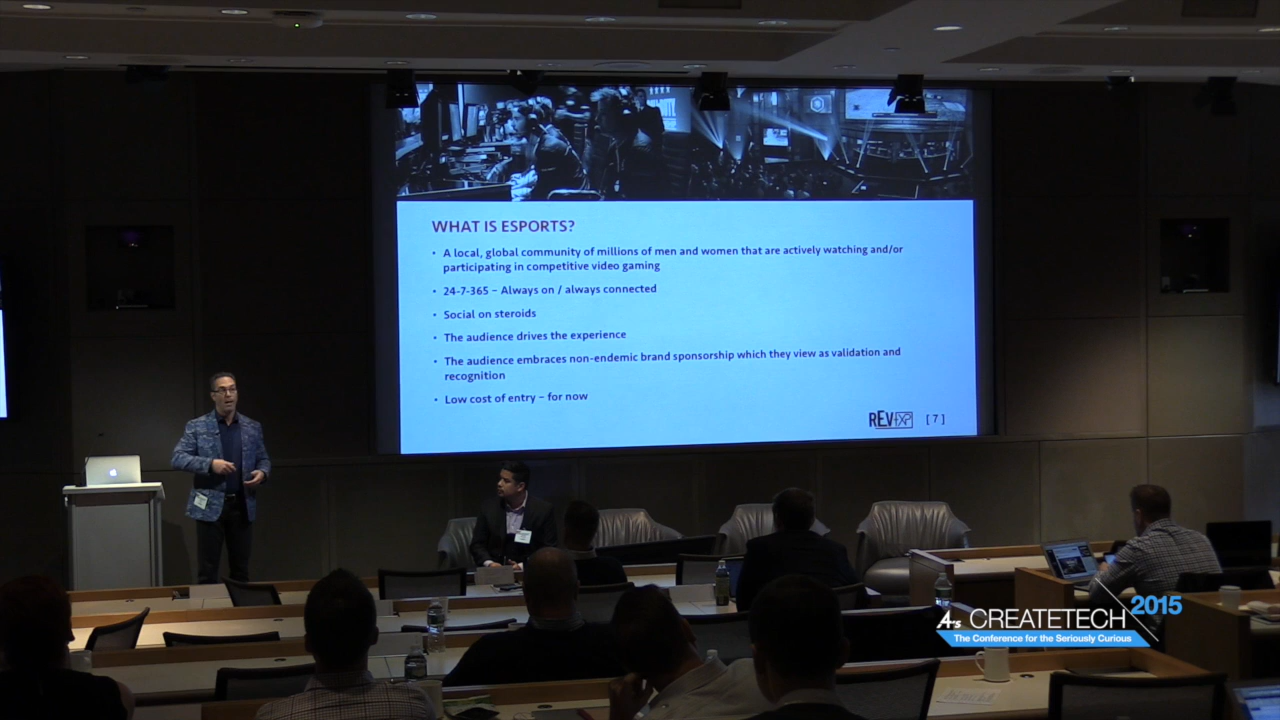 WHAT IS ESPORTS?
• A local, global community of millions of men and women that are actively watching and/or
participating in competitive video gaming
• 24-7-365 – Always on / always connected
• Social on steroids
• The audience drives the experience
• The audience embraces non-endemic brand sponsorship which they view as validation and
recognition
• Low cost of entry – for now
REV/XP [7]
4A's CREATETECH 2015
The Conference for the Seriously Curious